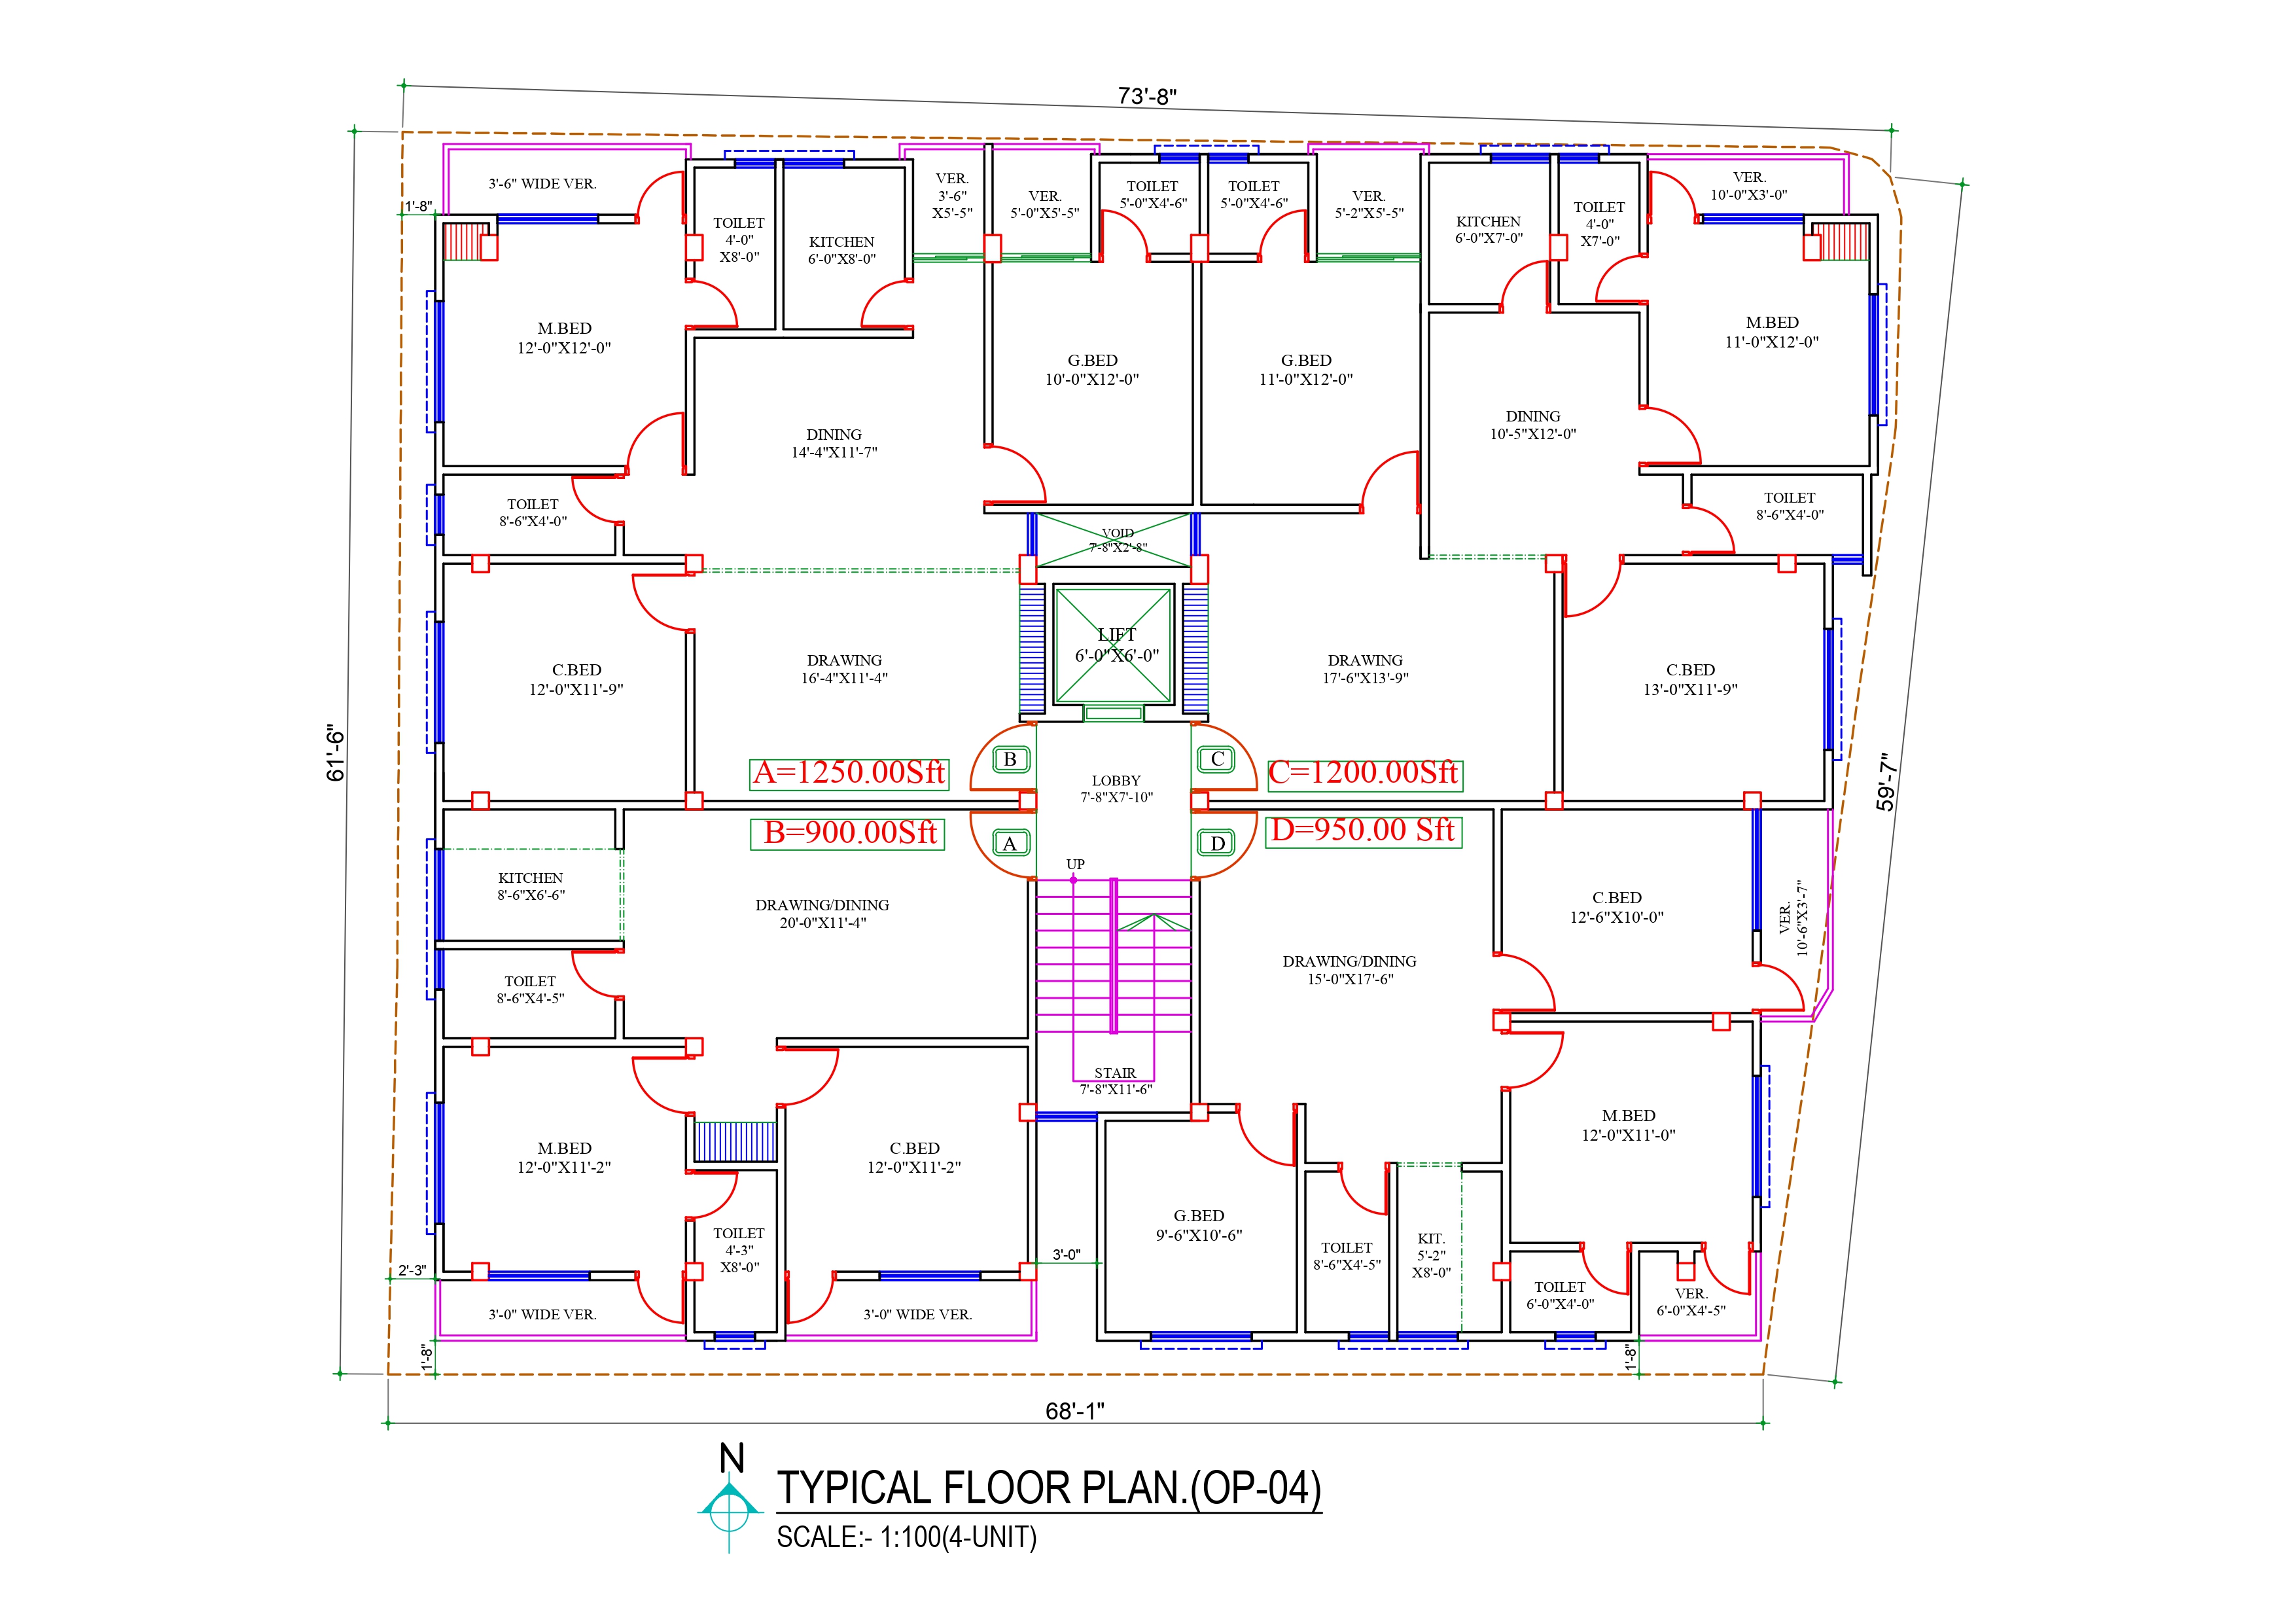 73'-8"
3'-6" WIDE VER.
1'-8"
TOILET
4'-0"
X8'-0"
KITCHEN
6'-0"X8'-0"
VER.
3'-6"
X5'-5"
VER.
5'-0"X5'-5"
TOILET
5'-0"X4'-6"
TOILET
5'-0"X4'-6"
VER.
5'-2"X5'-5"
KITCHEN
6'-0"X7'-0"
TOILET
4'-0"
X7'-0"
VER.
10'-0"X3'-0"
M.BED
12'-0"X12'-0"
G.BED
10'-0"X12'-0"
G.BED
11'-0"X12'-0"
M.BED
11'-0"X12'-0"
DINING
14'-4"X11'-7"
DINING
10'-5"X12'-0"
TOILET
8'-6"X4'-0"
VOID
7'-8"X2'-8"
TOILET
8'-6"X4'-0"
C.BED
12'-0"X11'-9"
DRAWING
16'-4"X11'-4"
LIFT
6'-0"X6'-0"
DRAWING
17'-6"X13'-9"
C.BED
13'-0"X11'-9"
61'-6"
59'-7"
A=1250.00Sft
B
LOBBY
7'-8"X7'-10"
C
C=1200.00Sft
B=900.00Sft
A
D
D=950.00 Sft
UP
KITCHEN
8'-6"X6'-6"
DRAWING/DINING
20'-0"X11'-4"
C.BED
12'-6"X10'-0"
VER.
10'-6"X3'-7"
TOILET
8'-6"X4'-5"
DRAWING/DINING
15'-0"X17'-6"
STAIR
7'-8"X11'-6"
M.BED
12'-0"X11'-2"
C.BED
12'-0"X11'-2"
M.BED
12'-0"X11'-0"
TOILET
4'-3"
X8'-0"
G.BED
9'-6"X10'-6"
TOILET
8'-6"X4'-5"
KIT.
5'-2"
X8'-0"
2'-3"
3'-0"
TOILET
6'-0"X4'-0"
VER.
6'-0"X4'-5"
3'-0" WIDE VER.
3'-0" WIDE VER.
1'-8"
1'-8"
68'-1"
N
TYPICAL FLOOR PLAN.(OP-04)
SCALE:- 1:100(4-UNIT)